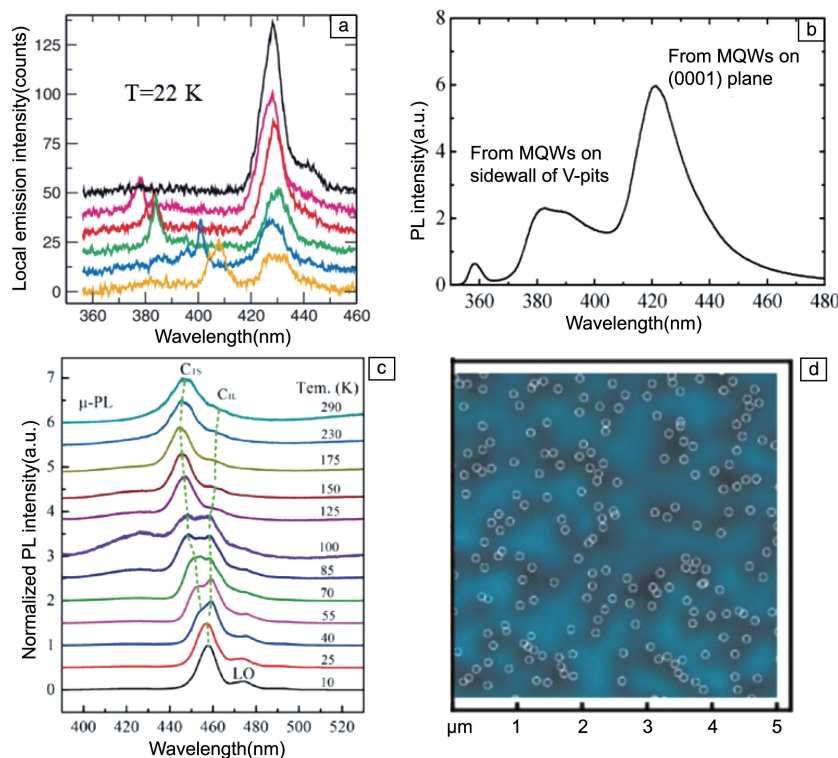 a
Local emission intensity(counts)
125
100
75
50
25
0
T=22 K
360 380 400 420 440 460
Wavelength(nm)
b
PL intensity(a.u.)
8
6
4
2
0
From MQWs on
(0001) plane
From MQWs on
sidewall of V-pits
360 380 400 420 440 460 480
Wavelength(nm)
c
Normalized PL intensity(a.u.)
7
6
5
4
3
2
1
0
μ-PL
C1S
C1L
Tem. (K)
290
230
175
150
125
100
85
70
55
40
25
10
LO
400 420 440 460 480 500 520
Wavelength(nm)
d
μm 1 2 3 4 5